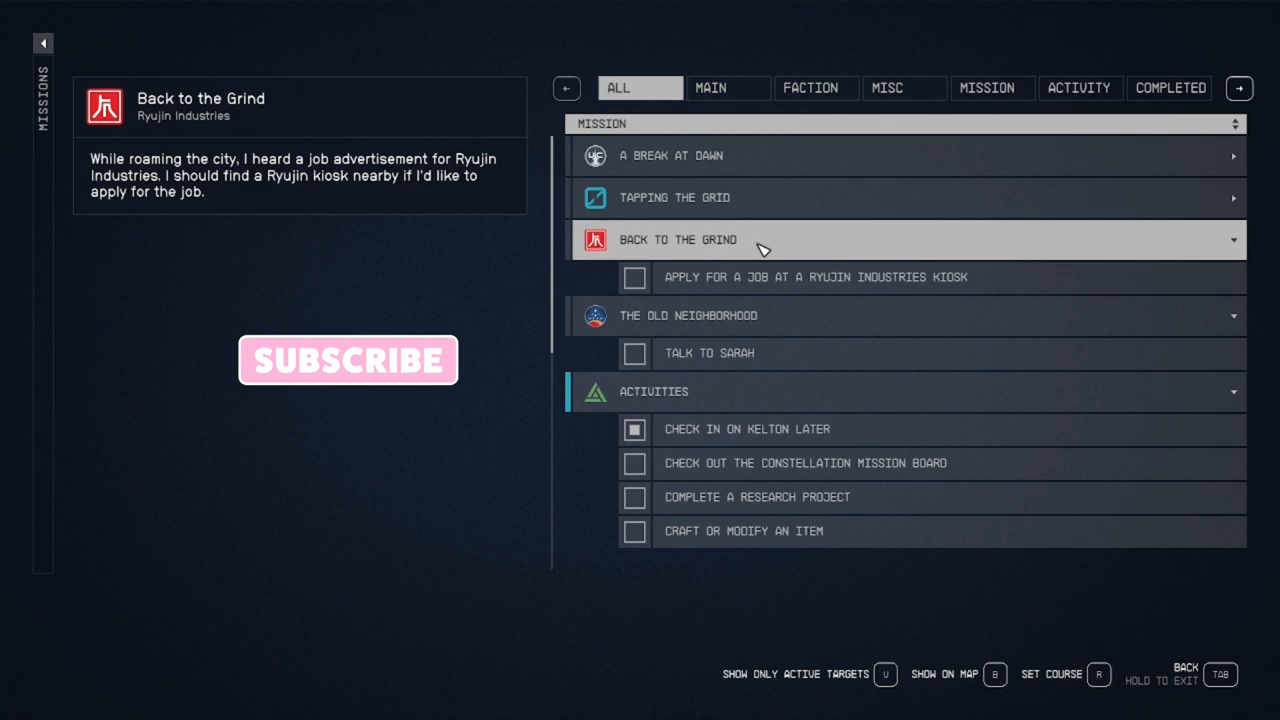 MISSIONS
Back to the Grind
Ryujin Industries
While roaming the city, I heard a job advertisement for Ryujin
Industries. I should find a Ryujin kiosk nearby if I'd like to
apply for the job.
SUBSCRIBE
ALL
MAIN
FACTION
MISC
MISSION
ACTIVITY
COMPLETED
MISSION
A BREAK AT DAWN
TAPPING THE GRID
BACK TO THE GRIND
APPLY FOR A JOB AT A RYUJIN INDUSTRIES KIOSK
THE OLD NEIGHBORHOOD
TALK TO SARAH
ACTIVITIES
CHECK IN ON KELTON LATER
CHECK OUT THE CONSTELLATION MISSION BOARD
COMPLETE A RESEARCH PROJECT
CRAFT OR MODIFY AN ITEM
SHOW ONLY ACTIVE TARGETS V
SHOW ON MAP B
SET COURSE R
BACK TAB
HOLD TO EXIT